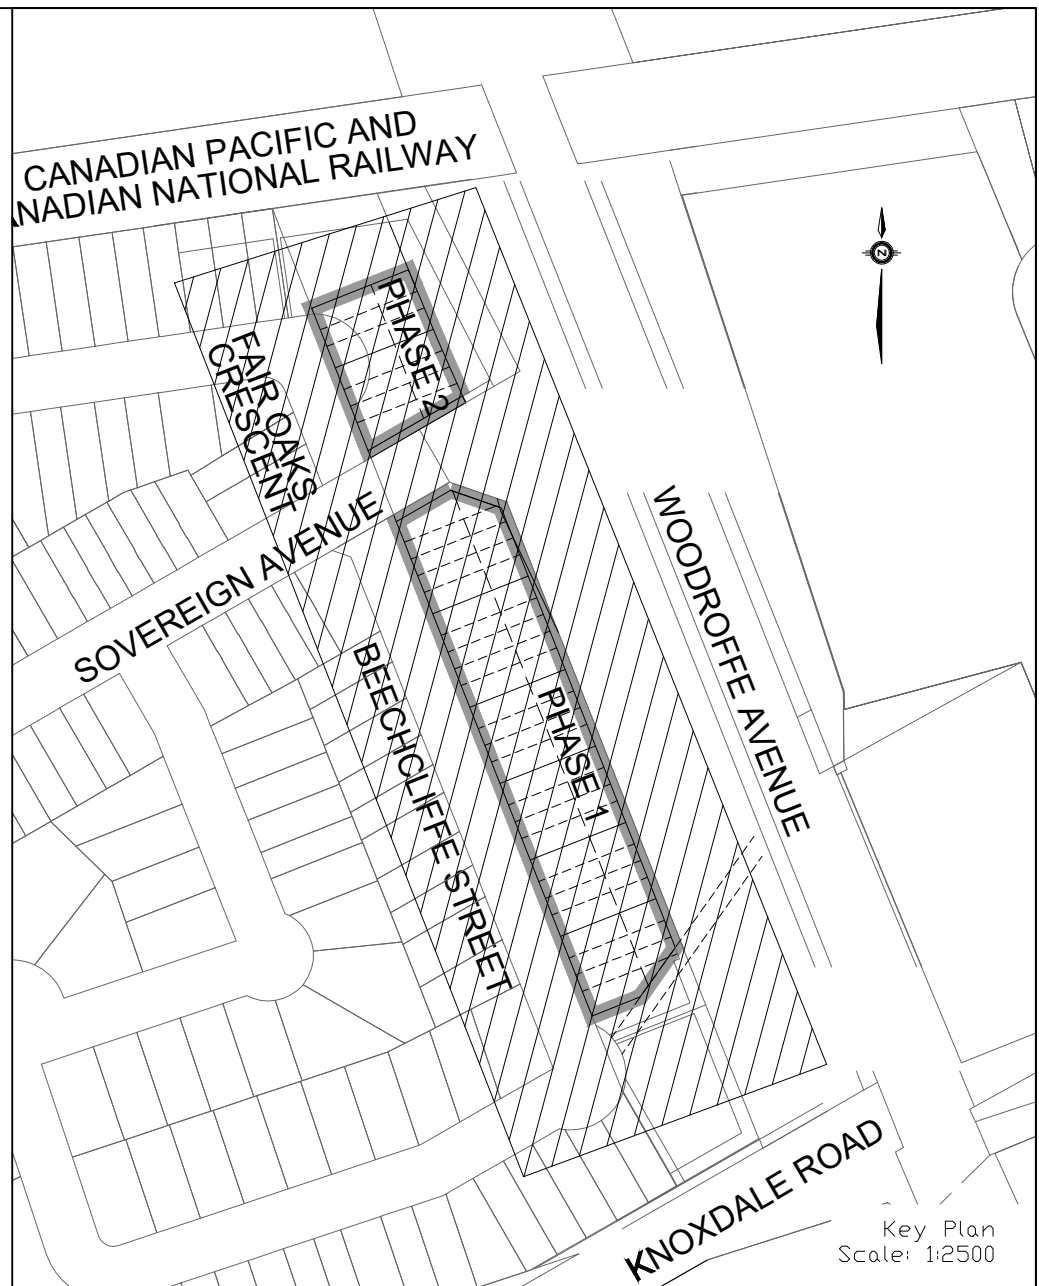 CANADIAN PACIFIC AND
ANADIAN NATIONAL RAILWAY
N
PHASE 2
FAIR OAKS
CRESCENT
SOVEREIGN AVENUE
WOODROFFE AVENUE
BEECHCLIFFE STREET
PHASE 1
KNOXDALE ROAD
Key Plan
Scale: 1:2500